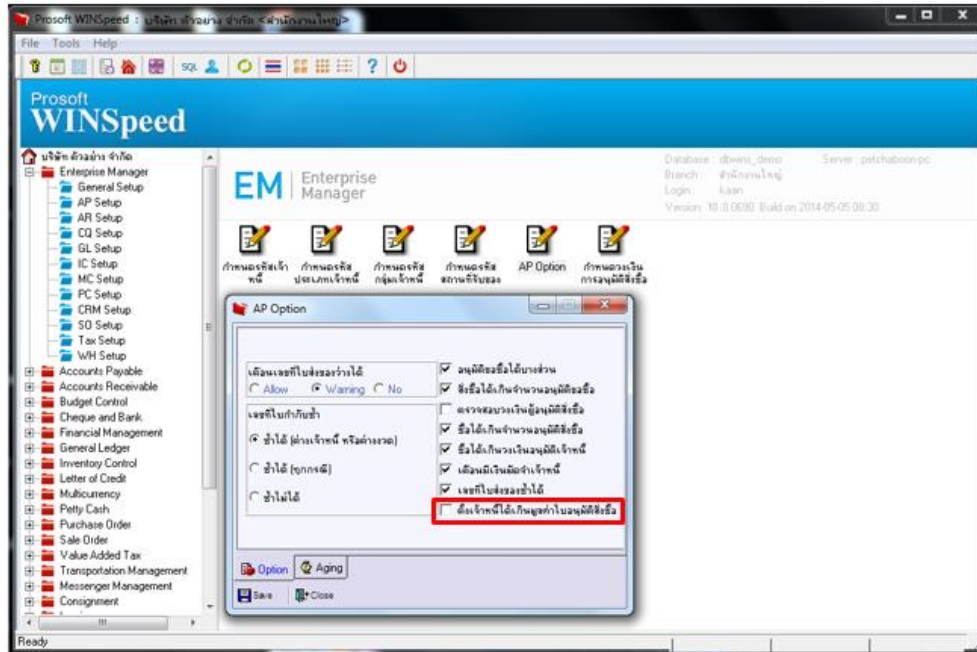 Prosoft WINSpeed : บริษัท ตัวอย่าง จำกัด <สำนักงานใหญ่>
File Tools Help
SQL
Prosoft
WINSpeed
บริษัท ตัวอย่าง จำกัด
Enterprise Manager
General Setup
AP Setup
AR Setup
CQ Setup
GL Setup
IC Setup
MC Setup
PC Setup
CRM Setup
SO Setup
Tax Setup
WH Setup
Accounts Payable
Accounts Receivable
Budget Control
Cheque and Bank
Financial Management
General Ledger
Inventory Control
Letter of Credit
Multicurrency
Petty Cash
Purchase Order
Sale Order
Value Added Tax
Transportation Management
Messenger Management
Consignment
EM Enterprise
Manager
Database : dbwins_demo Server : petchaboon-pc
Branch : สำนักงานใหญ่
Login : kaan
Version 10.0.0690 Build on 2014-05-05 08:30
กำหนดรหัสเจ้า
หนี้
กำหนดรหัส
ประเภทเจ้าหนี้
กำหนดรหัส
กลุ่มเจ้าหนี้
กำหนดรหัส
สถานที่รับของ
AP Option
กำหนดวงเงิน
การอนุมัติสั่งซื้อ
AP Option
เตือนเลขที่ใบส่งของว่างได้
Allow Warning No
เลขที่ใบกำกับซ้ำ
ซ้ำได้ (ต่างเจ้าหนี้ หรือต่างงวด)
ซ้ำได้ (ทุกกรณี)
ซ้ำไม่ได้
อนุมัติขอซื้อได้บางส่วน
สั่งซื้อได้เกินจำนวนอนุมัติขอซื้อ
ตรวจสอบวงเงินผู้อนุมัติสั่งซื้อ
ซื้อได้เกินจำนวนอนุมัติสั่งซื้อ
ซื้อได้เกินวงเงินอนุมัติเจ้าหนี้
เตือนมีเงินมัดจำเจ้าหนี้
เลขที่ใบส่งของซ้ำได้
ตั้งเจ้าหนี้ได้เกินมูลค่าใบอนุมัติสั่งซื้อ
Option Aging
Save Close
Ready